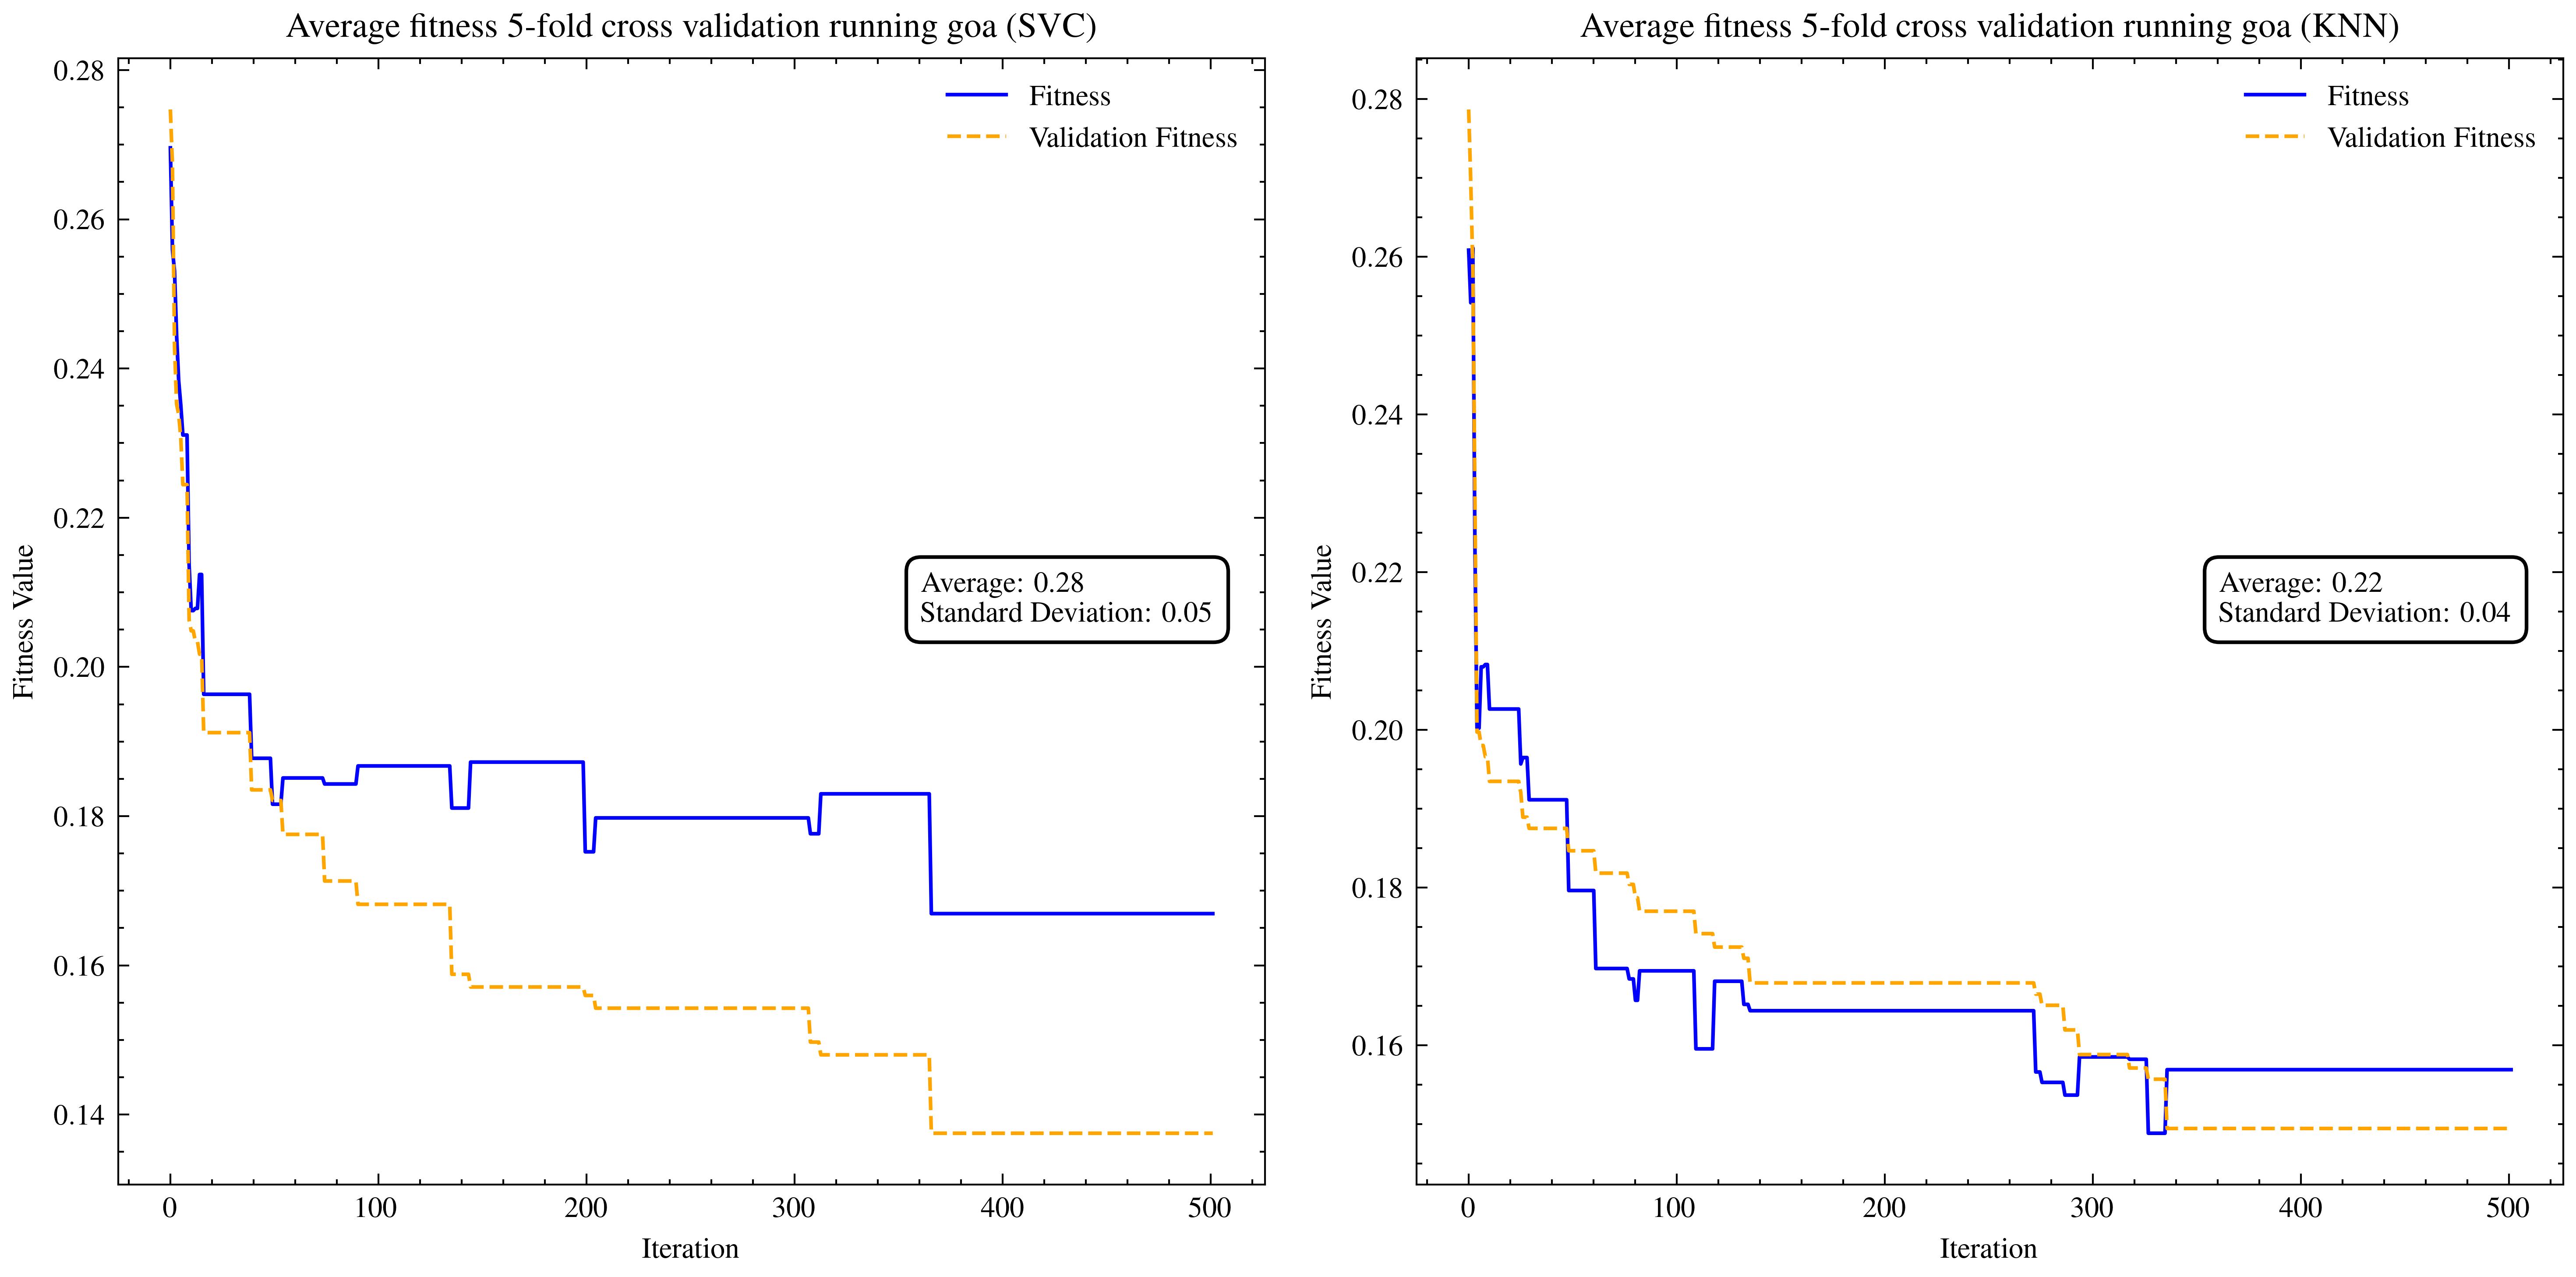 Average fitness 5-fold cross validation running goa (SVC)
Fitness Value
0.28
0.26
0.24
0.22
0.20
0.18
0.16
0.14
Fitness
Validation Fitness
Average: 0.28
Standard Deviation: 0.05
0 100 200 300 400 500
Iteration
Average fitness 5-fold cross validation running goa (KNN)
Fitness Value
0.28
0.26
0.24
0.22
0.20
0.18
0.16
Fitness
Validation Fitness
Average: 0.22
Standard Deviation: 0.04
0 100 200 300 400 500
Iteration